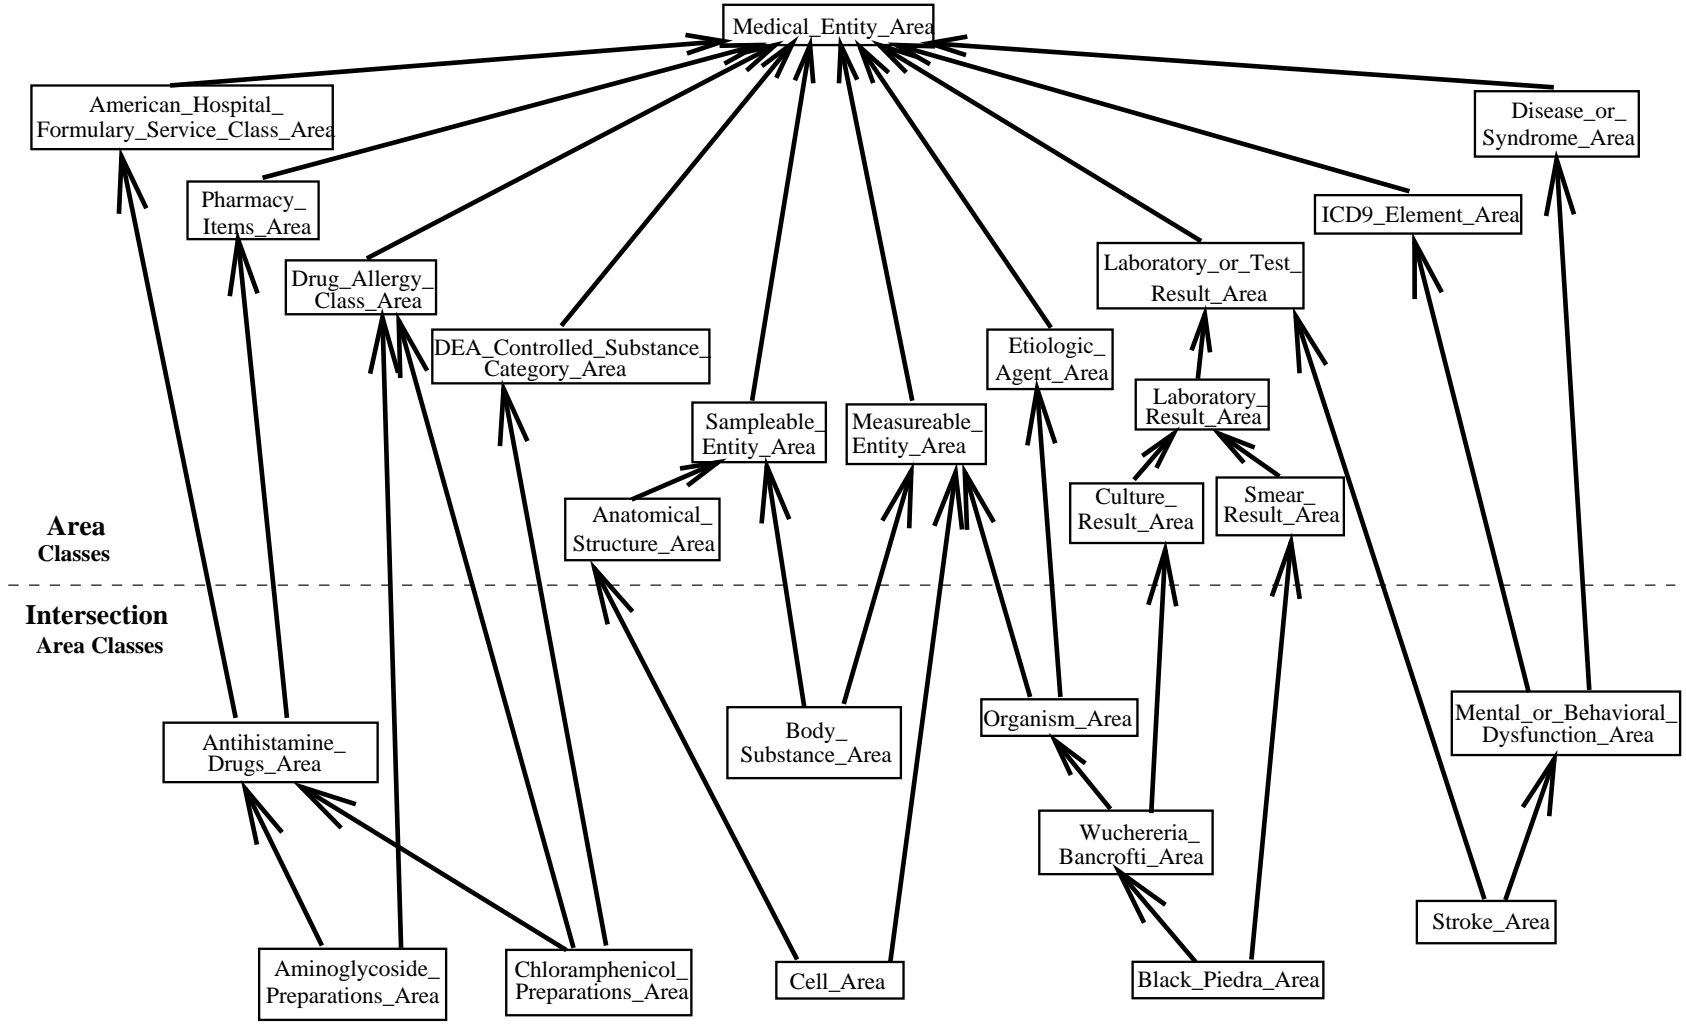 Medical_Entity_Area
American_Hospital_
Formulary_Service_Class_Area
Disease_or_
Syndrome_Area
Pharmacy_
Items_Area
ICD9_Element_Area
Drug_Allergy_
Class_Area
Laboratory_or_Test_
Result_Area
DEA_Controlled_Substance_
Category_Area
Etiologic_
Agent_Area
Laboratory_
Result_Area
Sampleable_
Entity_Area
Measureable_
Entity_Area
Anatomical_
Structure_Area
Culture_
Result_Area
Smear_
Result_Area
Area
Classes
Intersection
Area Classes
Antihistamine_
Drugs_Area
Body_
Substance_Area
Organism_Area
Mental_or_Behavioral_
Dysfunction_Area
Wuchereria_
Bancrofti_Area
Stroke_Area
Aminoglycoside_
Preparations_Area
Chloramphenicol_
Preparations_Area
Cell_Area
Black_Piedra_Area